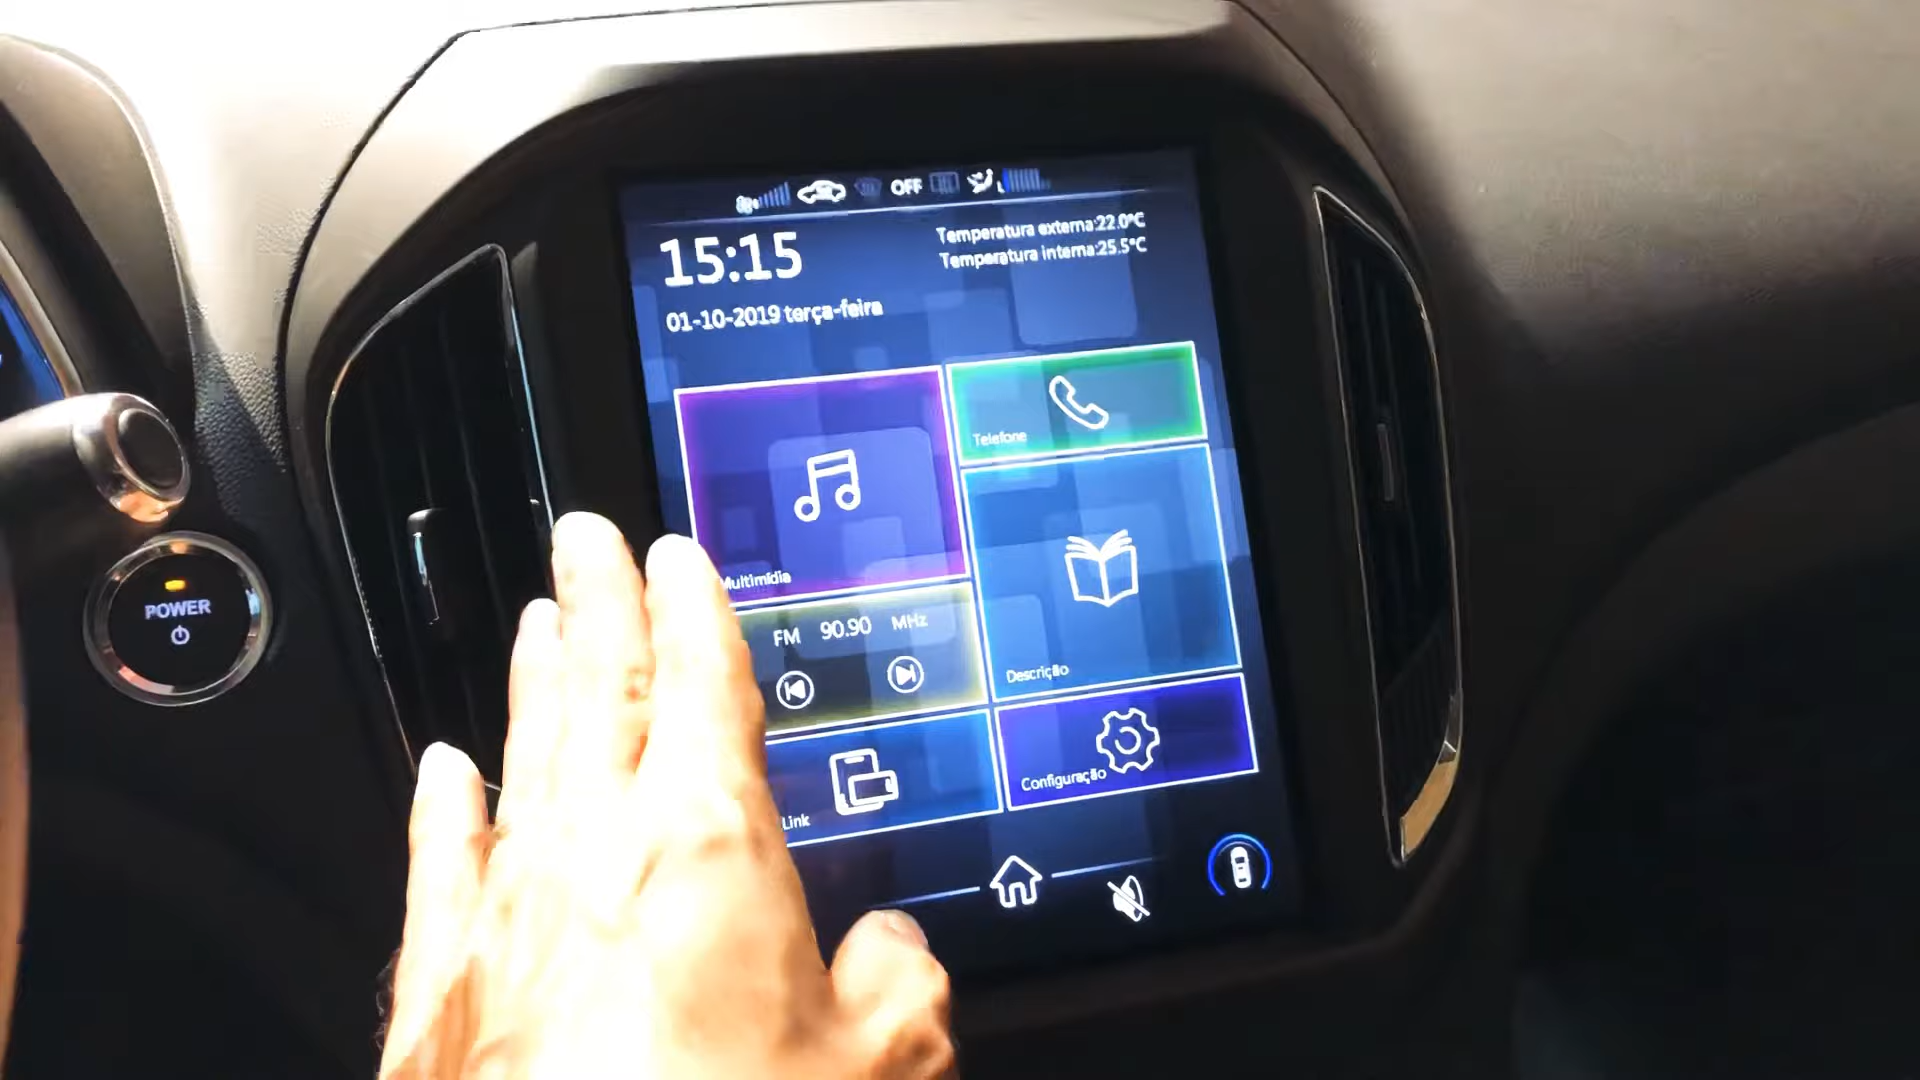 OFF
15:15
Temperatura externa:22.0°C
Temperatura interna:25.5°C
01-10-2019 terça-feira
Telefone
Multimídia
FM 90.90 MHz
POWER
Descrição
Configuração
Link